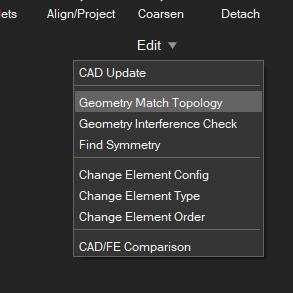 Align/Project Coarsen Detach
Edit
CAD Update
Geometry Match Topology
Geometry Interference Check
Find Symmetry
Change Element Config
Change Element Type
Change Element Order
CAD/FE Comparison